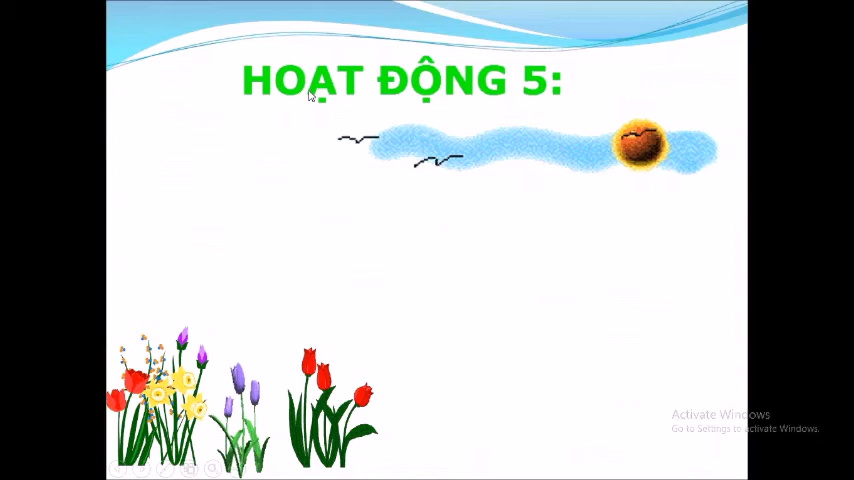 HOẠT ĐỘNG 5:
Activate Windows
Go to Settings to activate Windows.